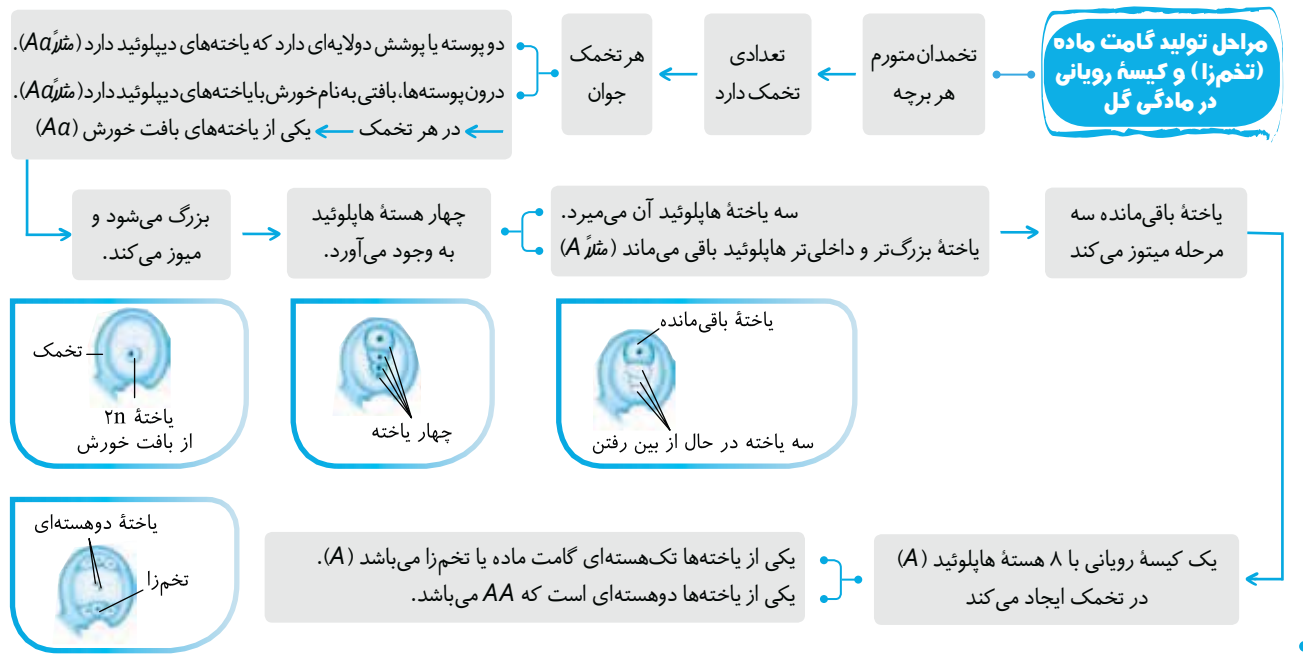 مراحل تولید گامت ماده
(تخم‌زا) و کیسهٔ رویانی
در مادگی گل
تخمدان متورم
هر برچه
تعدادی
تخمک دارد
هر تخمک
جوان
دو پوسته یا پوشش دولایه‌ای دارد که یاخته‌های دیپلوئید دارد (مثلاً Aa).
درون پوسته‌ها، بافتی به نام خورش با یاخته‌های دیپلوئید دارد (مثلاً Aa).
در هر تخمک یکی از یاخته‌های بافت خورش (Aa)
بزرگ می‌شود و
میوز می‌کند.
چهار هستهٔ هاپلوئید
به وجود می‌آورد.
سه یاختهٔ هاپلوئید آن می‌میرد.
یاختهٔ بزرگ‌تر و داخلی‌تر هاپلوئید باقی می‌ماند (مثلاً A)
یاختهٔ باقی‌مانده سه
مرحله میتوز می‌کند
تخمک
یاختهٔ ۲n
از بافت خورش
چهار یاخته
یاختهٔ باقی‌مانده
سه یاخته در حال از بین رفتن
یک کیسهٔ رویانی با ۸ هستهٔ هاپلوئید (A)
در تخمک ایجاد می‌کند
یکی از یاخته‌ها تک‌هسته‌ای گامت ماده یا تخم‌زا می‌باشد (A).
یکی از یاخته‌ها دوهسته‌ای است که AA می‌باشد.
یاختهٔ دوهسته‌ای
تخم‌زا